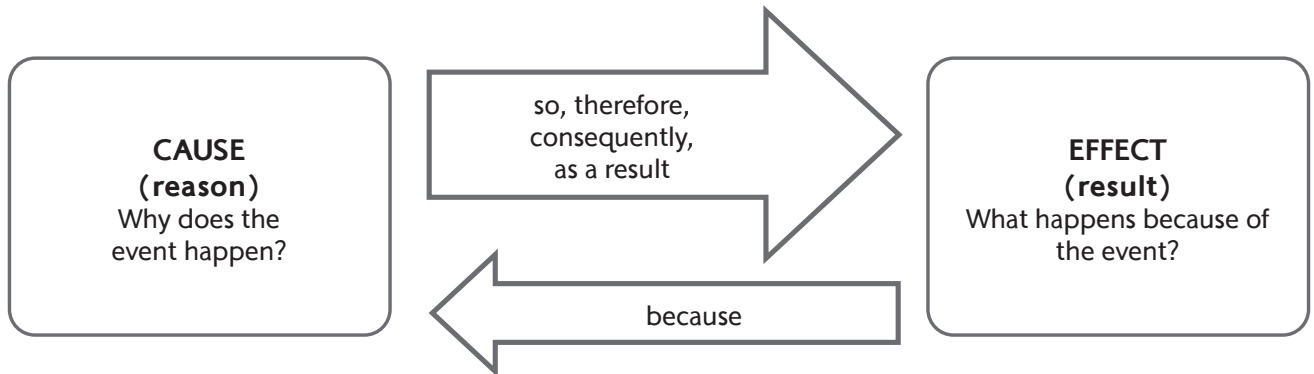 CAUSE
(reason)
Why does the
event happen?
so, therefore,
consequently,
as a result
because
EFFECT
(result)
What happens because of
the event?